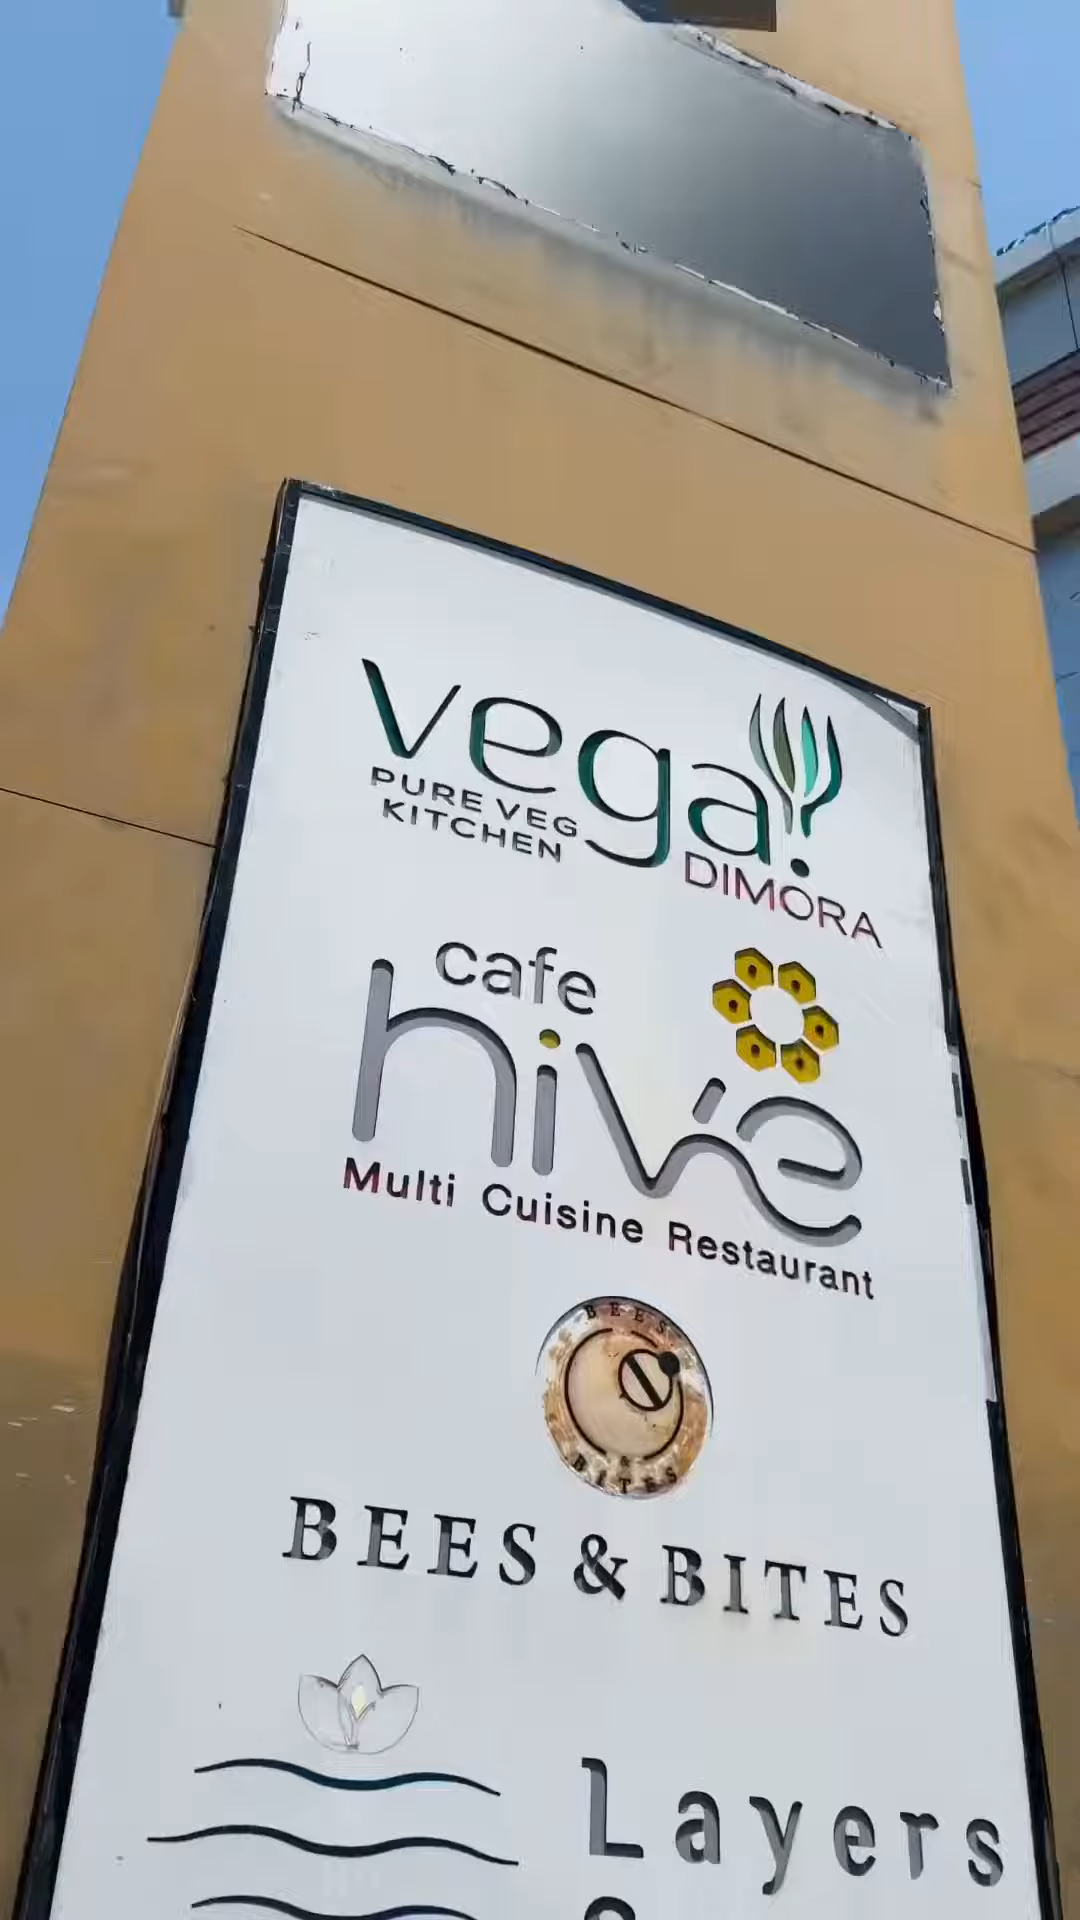 vega!
PURE VEG
KITCHEN
DIMORA
cafe
hive
Multi Cuisine Restaurant
BEES
&
BITES
BEES & BITES
Layers